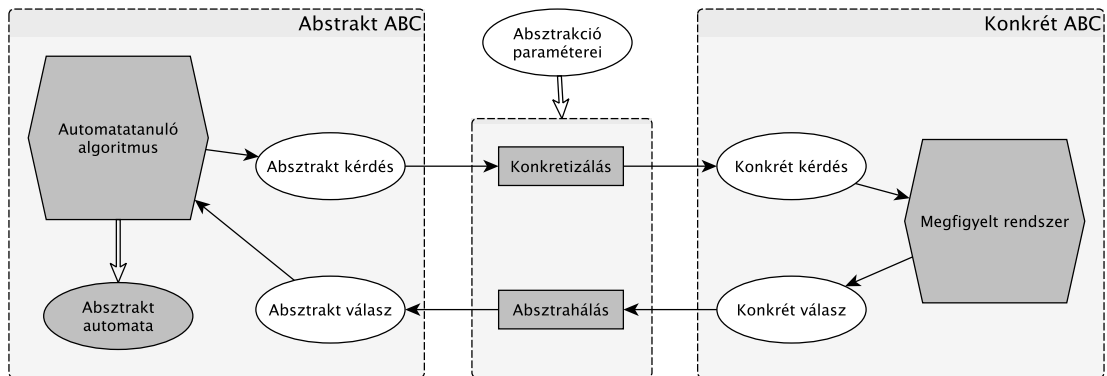 Abstrakt ABC
Absztrakció
paraméterei
Konkrét ABC
Automatatanuló
algoritmus
Absztrakt kérdés
Konkretizálás
Konkrét kérdés
Megfigyelt rendszer
Absztrakt
automata
Absztrakt válasz
Absztrahálás
Konkrét válasz